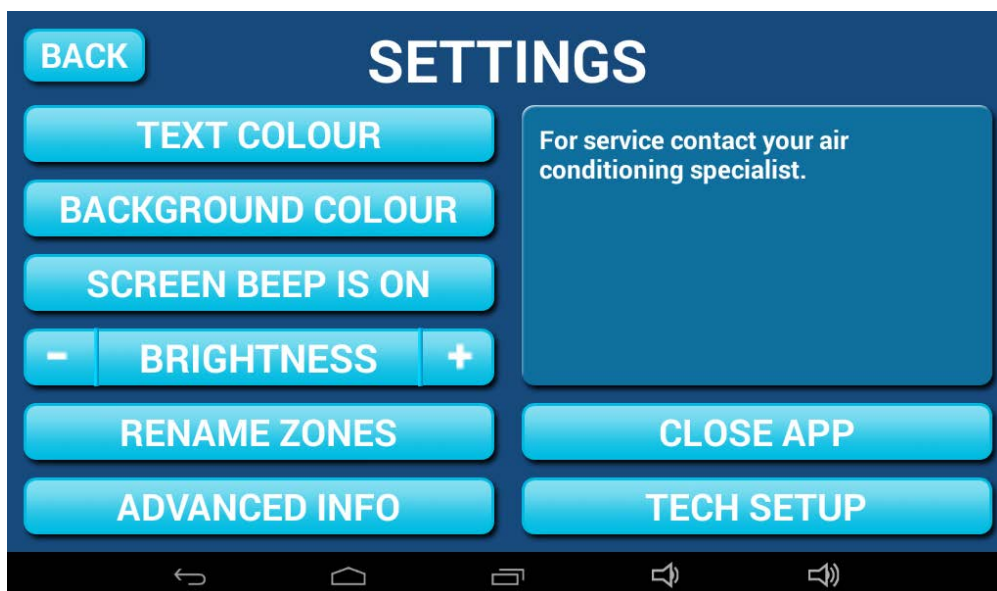 BACK
SETTINGS
TEXT COLOUR
BACKGROUND COLOUR
SCREEN BEEP IS ON
- BRIGHTNESS +
RENAME ZONES
ADVANCED INFO
For service contact your air
conditioning specialist.
CLOSE APP
TECH SETUP